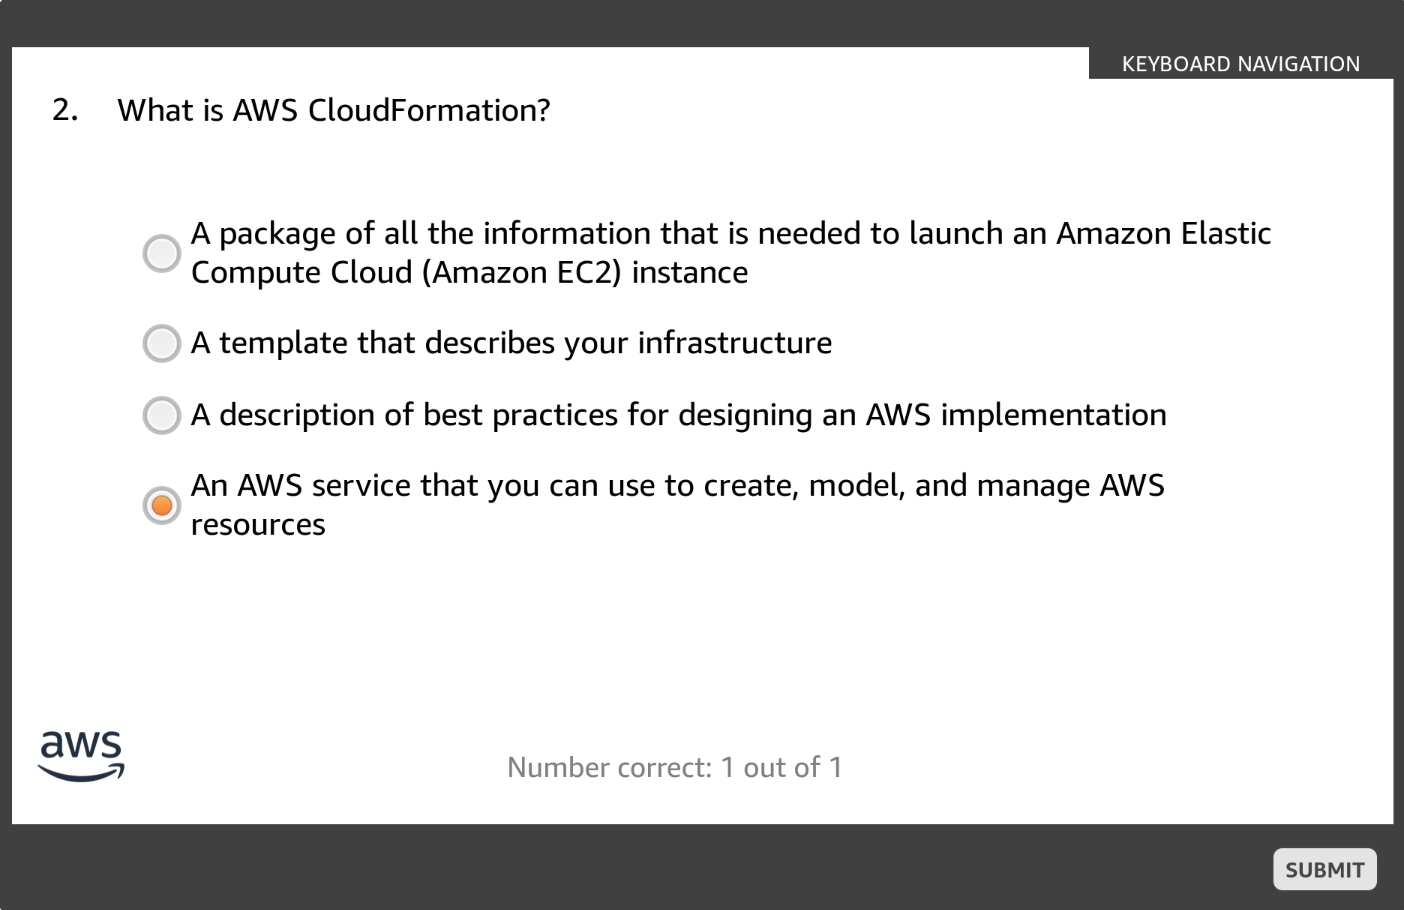 KEYBOARD NAVIGATION
2. What is AWS CloudFormation?
A package of all the information that is needed to launch an Amazon Elastic
Compute Cloud (Amazon EC2) instance
A template that describes your infrastructure
A description of best practices for designing an AWS implementation
An AWS service that you can use to create, model, and manage AWS
resources
aws
Number correct: 1 out of 1
SUBMIT